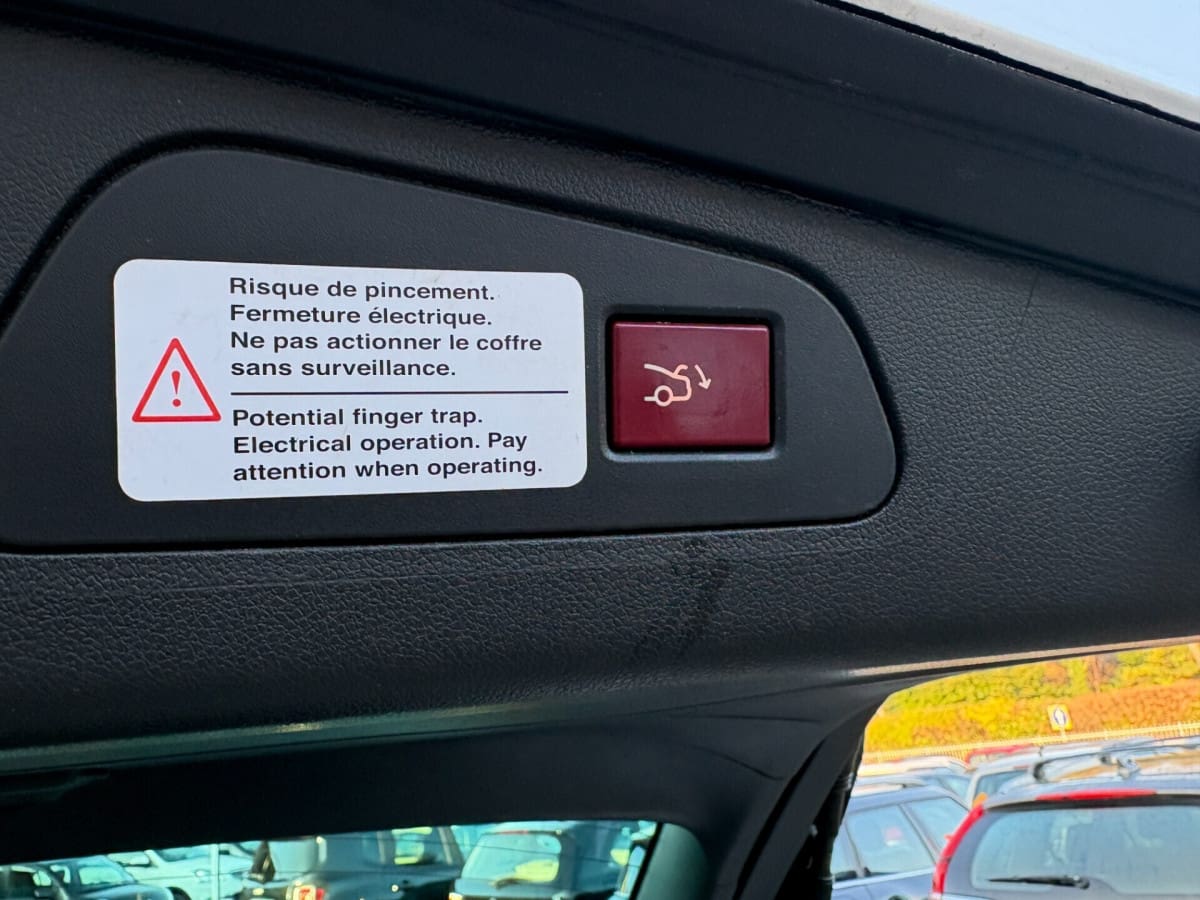 Risque de pincement.
Fermeture électrique.
Ne pas actionner le coffre
sans surveillance.
Potential finger trap.
Electrical operation. Pay
attention when operating.